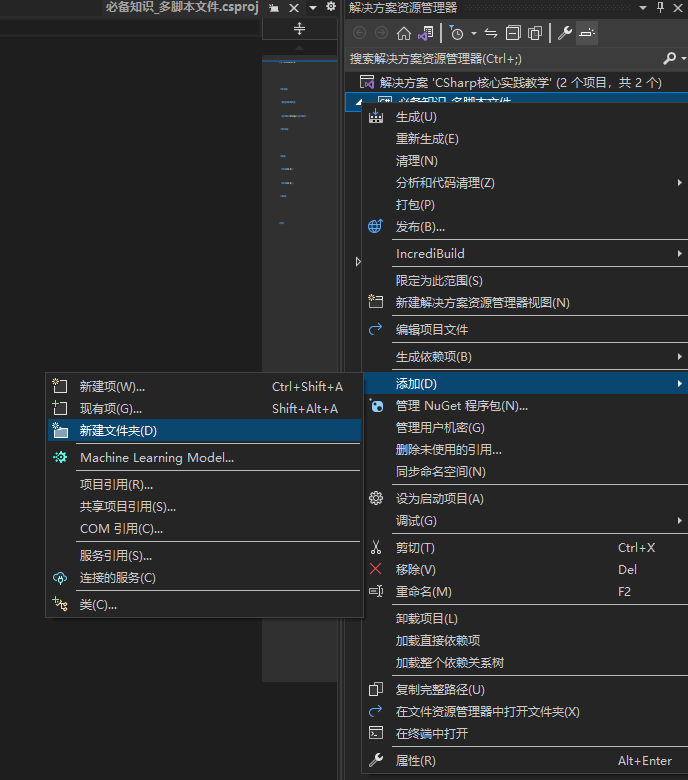 必备知识_多脚本文件.csproj
解决方案资源管理器
搜索解决方案资源管理器(Ctrl+;)
解决方案 'CSharp核心实践教学' (2 个项目，共 2 个)
必备知识_多脚本文件
生成(U)
重新生成(E)
清理(N)
分析和代码清理(Z)
打包(P)
发布(B)...
IncrediBuild
限定为此范围(S)
新建解决方案资源管理器视图(N)
编辑项目文件
生成依赖项(B)
添加(D)
管理 NuGet 程序包(N)...
管理用户机密(G)
删除未使用的引用...
同步命名空间(N)
设为启动项目(A)
调试(G)
剪切(T) Ctrl+X
移除(V) Del
重命名(M) F2
卸载项目(L)
加载直接依赖项
加载整个依赖关系树
复制完整路径(U)
在文件资源管理器中打开文件夹(X)
在终端中打开
属性(R) Alt+Enter
新建项(W)... Ctrl+Shift+A
现有项(G)... Shift+Alt+A
新建文件夹(D)
Machine Learning Model...
项目引用(R)...
共享项目引用(S)...
COM 引用(C)...
服务引用(S)...
连接的服务(C)
类(C)...